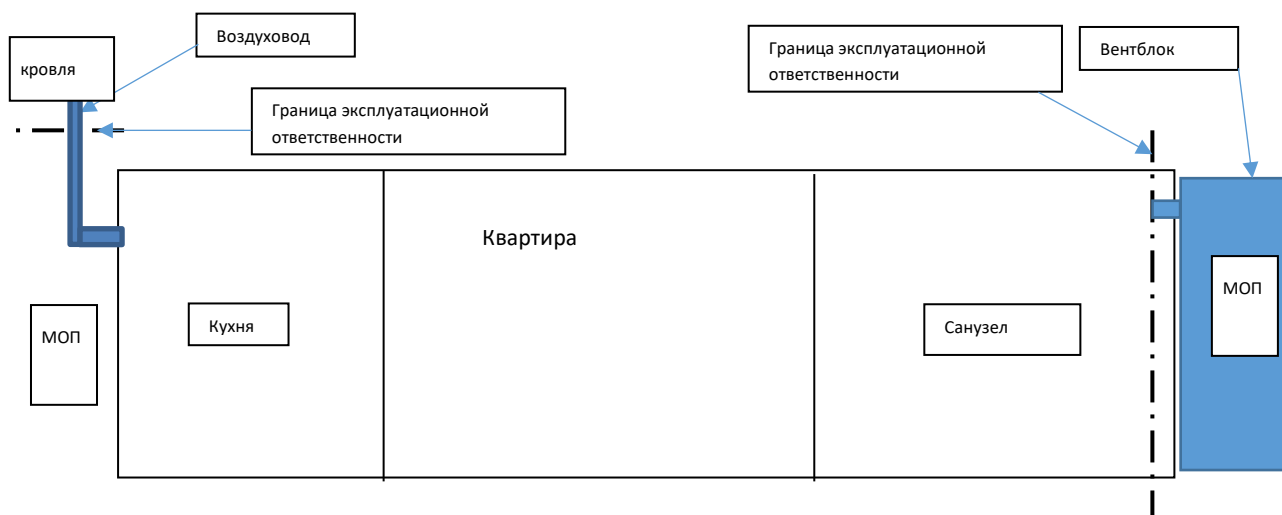 Воздуховод
Граница эксплуатационной
ответственности
Вентблок
кровля
Граница эксплуатационной
ответственности
Квартира
МОП
Кухня
Санузел
МОП